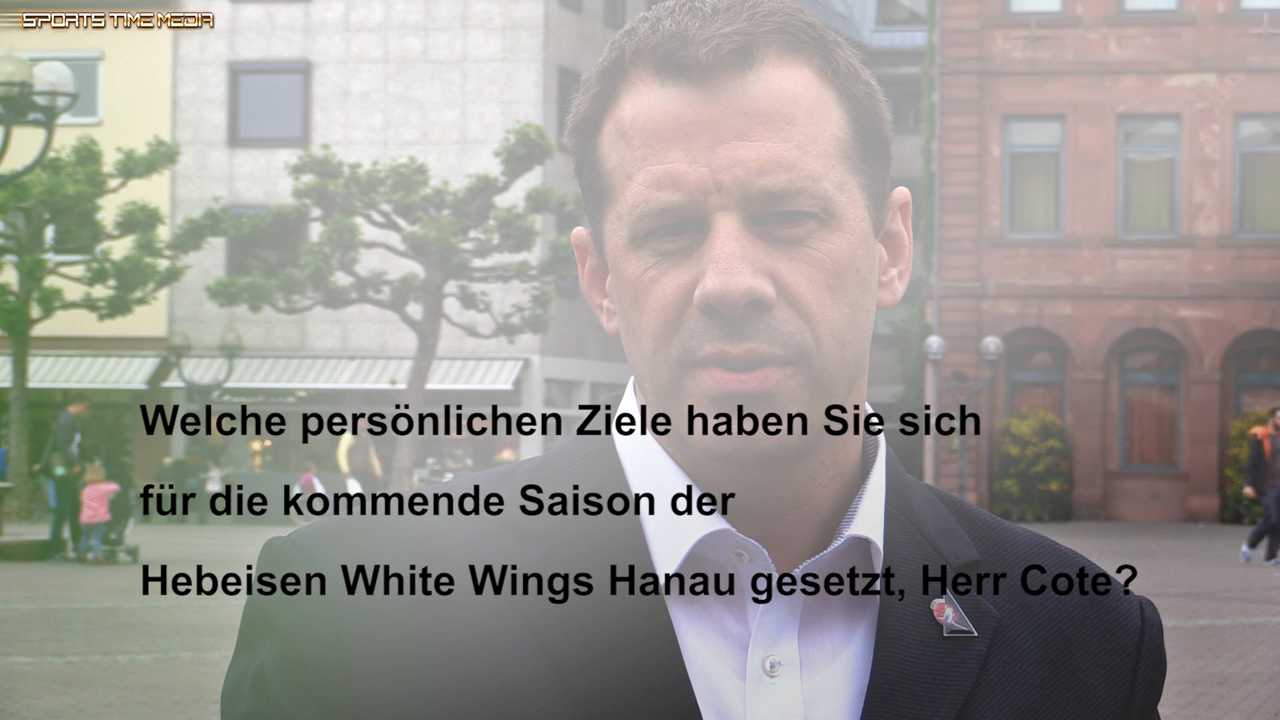 SPORTS TIME MEDIA
Welche persönlichen Ziele haben Sie sich
für die kommende Saison der
Hebeisen White Wings Hanau gesetzt, Herr Cote?